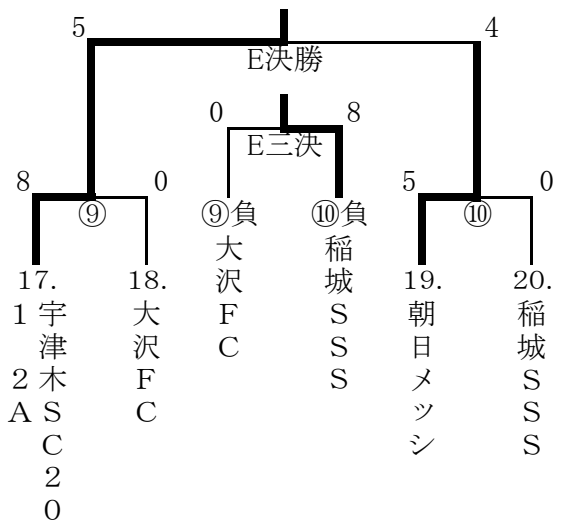 5
4
E決勝
0
8
E三決
8
0
5
0
⑨
⑨負
⑩負
⑩
大沢FC
稲城SSS
17.
18.
19.
20.
宇津木SC20
1 2A
大沢FC
朝日メッシ
稲城SSS